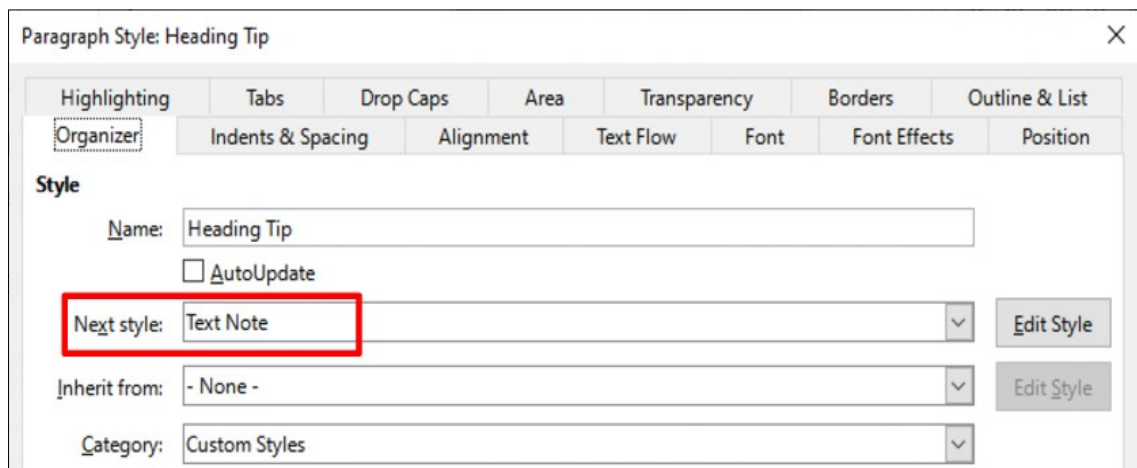 Paragraph Style: Heading Tip
Highlighting Tabs Drop Caps Area Transparency Borders Outline & List
Organizer Indents & Spacing Alignment Text Flow Font Font Effects Position
Style
Name: Heading Tip
AutoUpdate
Next style: Text Note Edit Style
Inherit from: - None - Edit Style
Category: Custom Styles